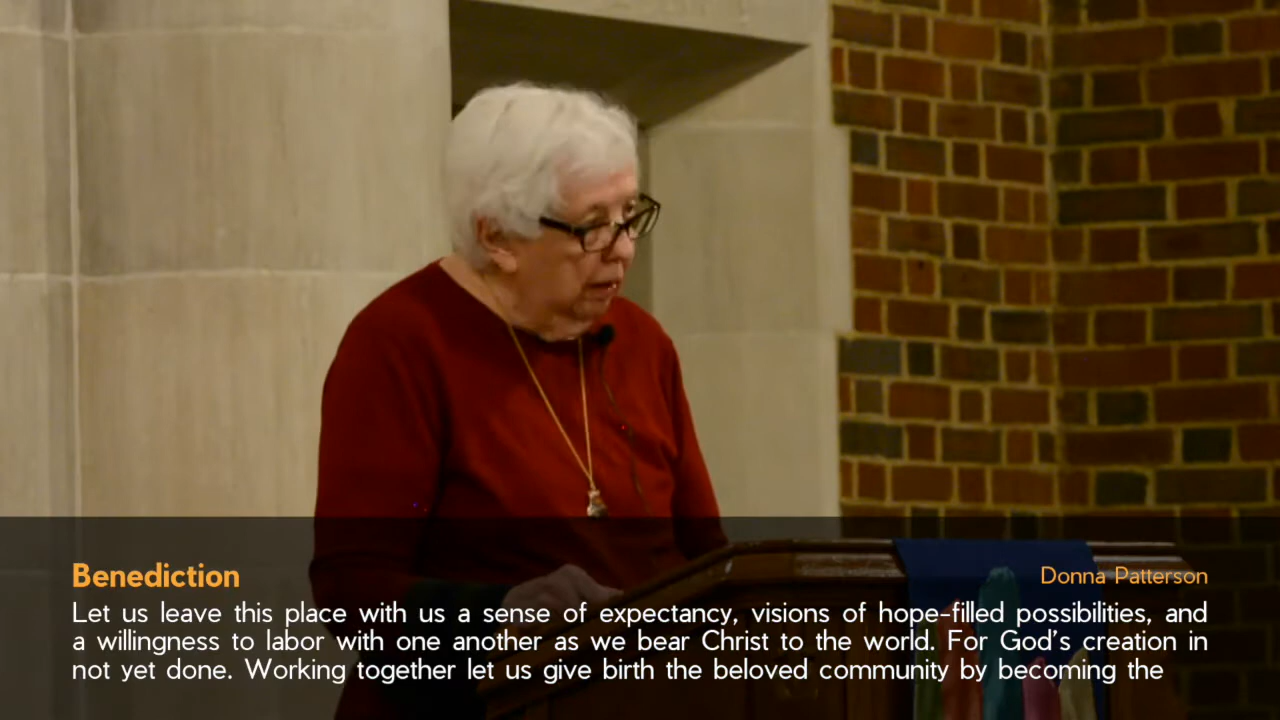 Benediction
Donna Patterson
Let us leave this place with us a sense of expectancy, visions of hope-filled possibilities, and
a willingness to labor with one another as we bear Christ to the world. For God's creation in
not yet done. Working together let us give birth the beloved community by becoming the